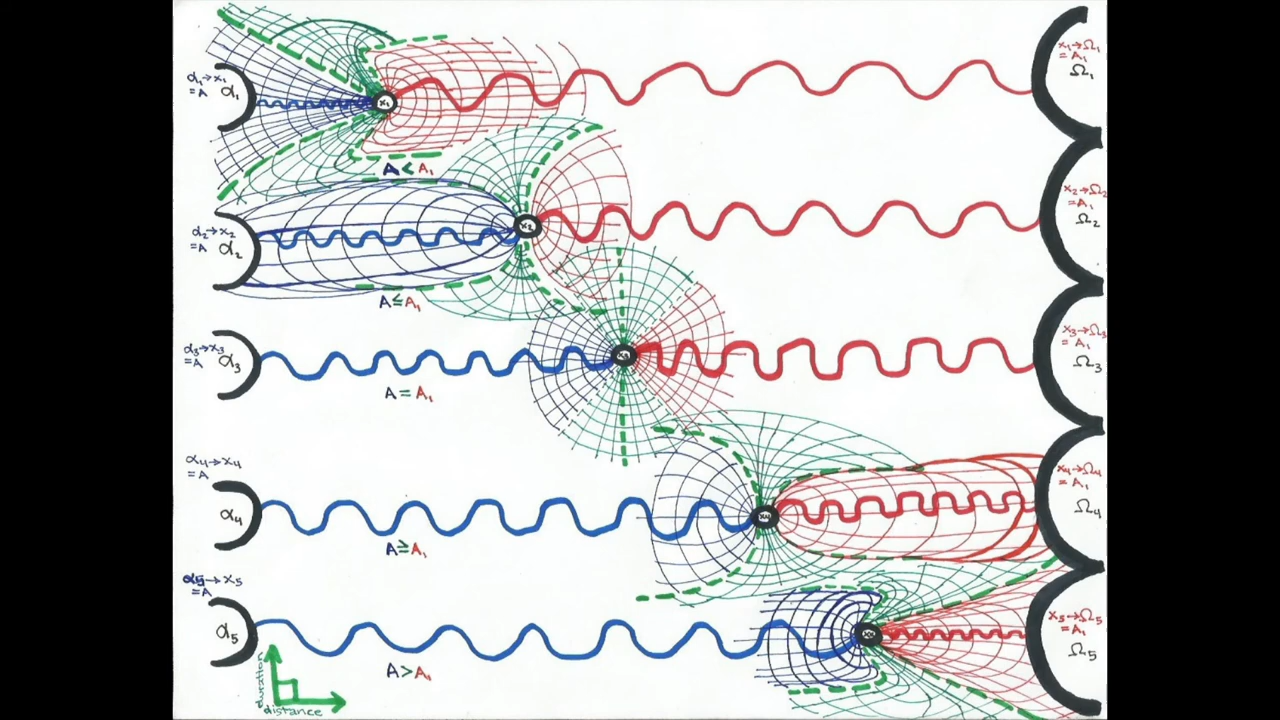 α₁→x₁
=A
α₁
x₁
x₁→Ω₁
=A₁
Ω₁
A<A₁
α₂→x₂
=A
α₂
x₂
x₂→Ω₂
=A₁
Ω₂
A≤A₁
α₃→x₃
=A
α₃
x₃
x₃→Ω₃
=A₁
Ω₃
A=A₁
α₄→x₄
=A
α₄
x₄
x₄→Ω₄
=A₁
Ω₄
A≥A₁
α₅→x₅
=A
α₅
x₅→Ω₅
=A₁
Ω₅
A>A₁
duration
distance